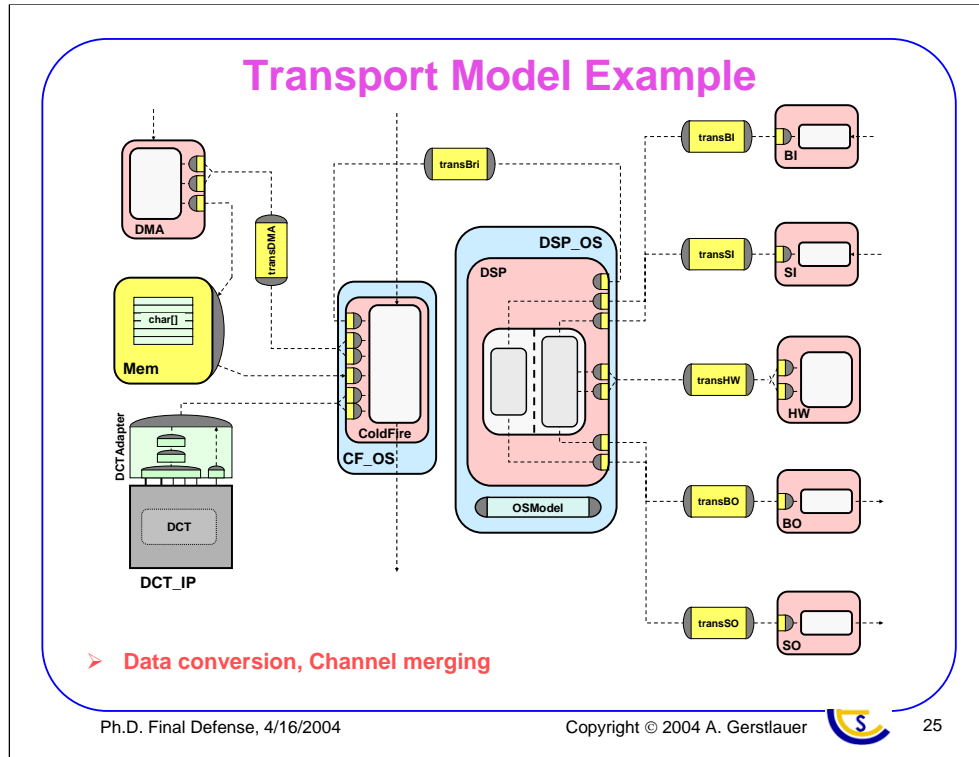 Transport Model Example
transBI
BI
transBri
DMA
transDMA
DSP_OS
DSP
transSI
SI
char[]
Mem
transHW
HW
DCTAdapter
ColdFire
CF_OS
OSModel
transBO
BO
DCT
DCT_IP
transSO
SO
➢ Data conversion, Channel merging
Ph.D. Final Defense, 4/16/2004
Copyright © 2004 A. Gerstlauer
S
25